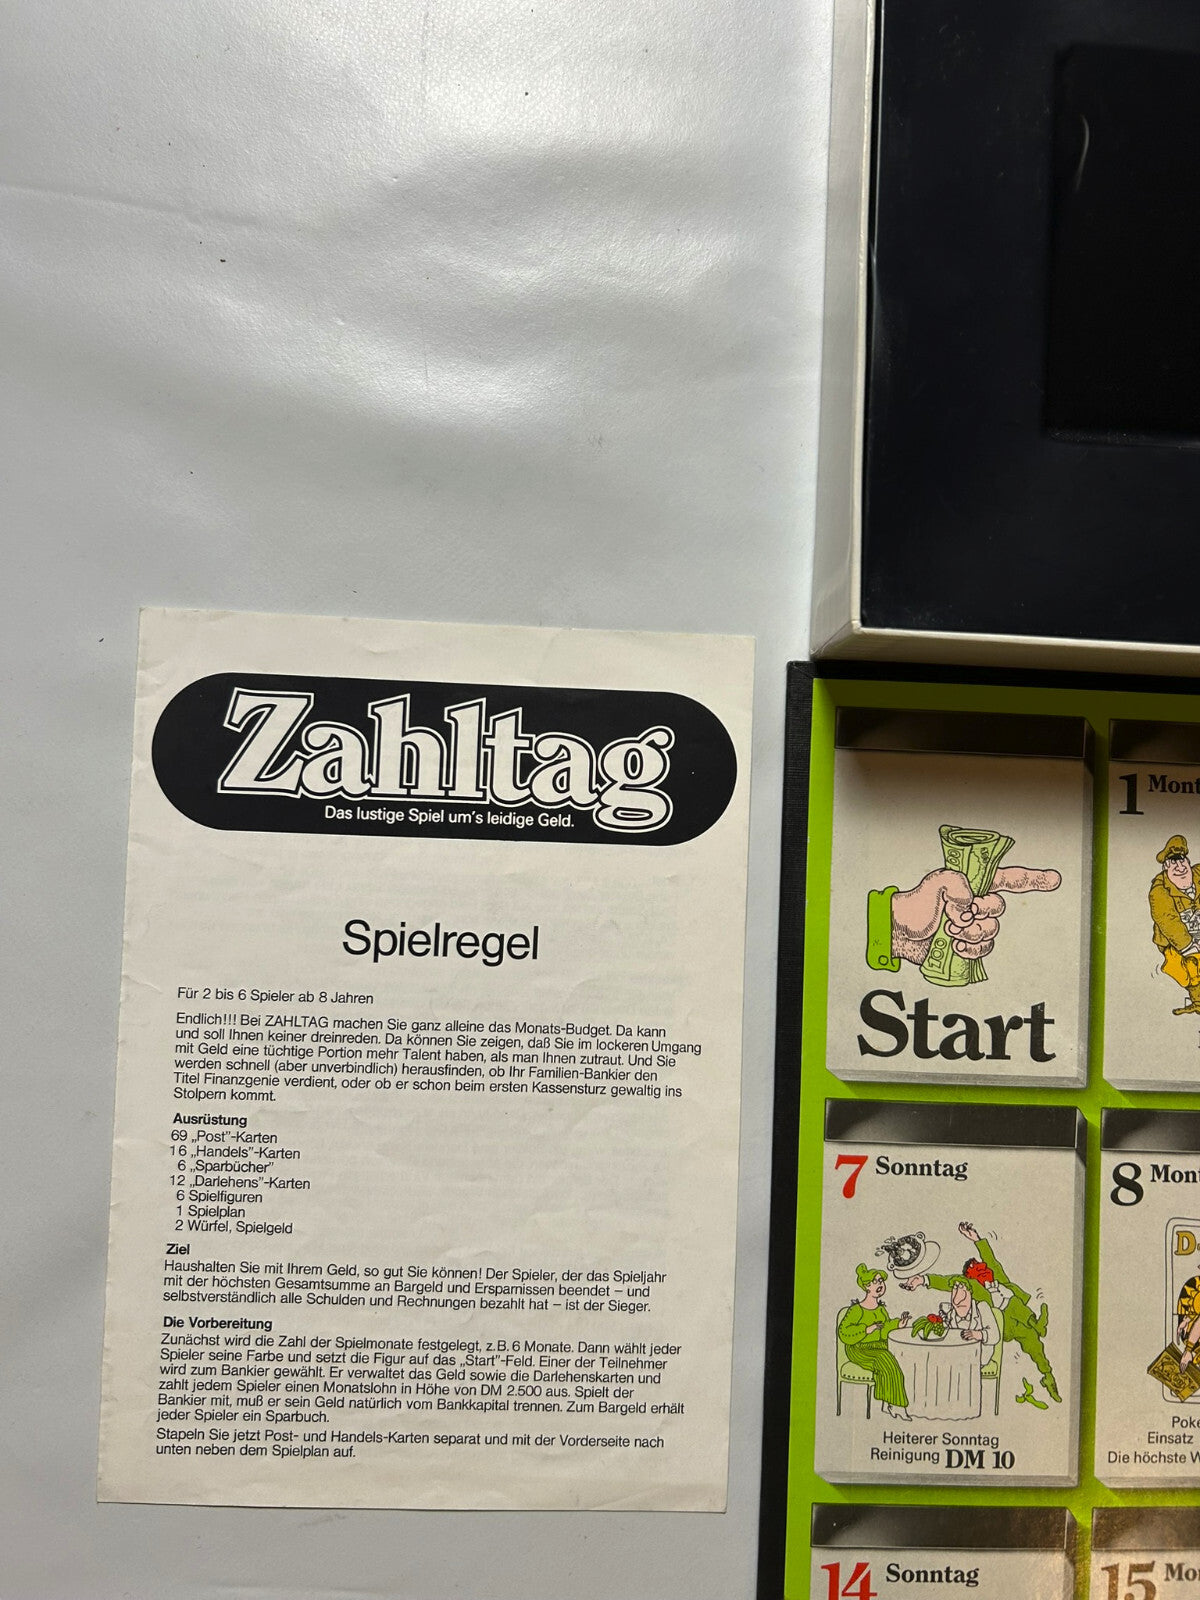 Zahltag
Das lustige Spiel um's leidige Geld.
Spielregel
Für 2 bis 6 Spieler ab 8 Jahren
Endlich!!! Bei ZAHLTAG machen Sie ganz alleine das Monats-Budget. Da kann
und soll Ihnen keiner dreinreden. Da können Sie zeigen, daß Sie im lockeren Umgang
mit Geld eine tüchtige Portion mehr Talent haben, als man Ihnen zutraut. Und Sie
werden schnell (aber unverbindlich) herausfinden, ob Ihr Familien-Bankier den
Titel Finanzgenie verdient, oder ob er schon beim ersten Kassensturz gewaltig ins
Stolpern kommt.
Ausrüstung
69 „Post”-Karten
16 „Handels”-Karten
6 „Sparbücher”
12 „Darlehens”-Karten
6 Spielfiguren
1 Spielplan
2 Würfel, Spielgeld
Ziel
Haushalten Sie mit Ihrem Geld, so gut Sie können! Der Spieler, der das Spieljahr
mit der höchsten Gesamtsumme an Bargeld und Ersparnissen beendet – und
selbstverständlich alle Schulden und Rechnungen bezahlt hat – ist der Sieger.
Die Vorbereitung
Zunächst wird die Zahl der Spielmonate festgelegt, z.B. 6 Monate. Dann wählt jeder
Spieler seine Farbe und setzt die Figur auf das „Start”-Feld. Einer der Teilnehmer
wird zum Bankier gewählt. Er verwaltet das Geld sowie die Darlehenskarten und
zahlt jedem Spieler einen Monatslohn in Höhe von DM 2.500 aus. Spielt der
Bankier mit, muß er sein Geld natürlich vom Bankkapital trennen. Zum Bargeld erhält
jeder Spieler ein Sparbuch.
Stapeln Sie jetzt Post- und Handels-Karten separat und mit der Vorderseite nach
unten neben dem Spielplan auf.
100
100
Start
1 Mont
7 Sonntag
Heiterer Sonntag
Reinigung DM 10
8 Mon
D
Poke
Einsatz
Die höchste W
14 Sonntag
15 Mo